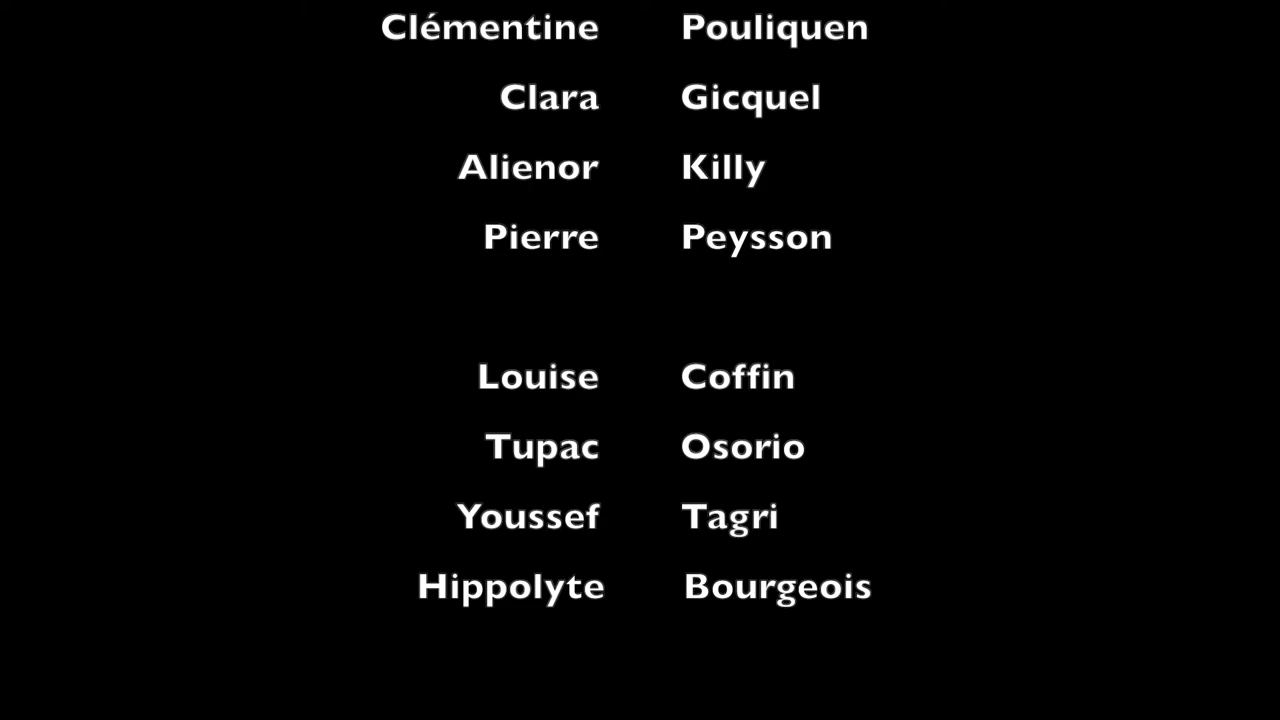 Clémentine Pouliquen
Clara Gicquel
Alienor Killy
Pierre Peysson
Louise Coffin
Tupac Osorio
Youssef Tagri
Hippolyte Bourgeois